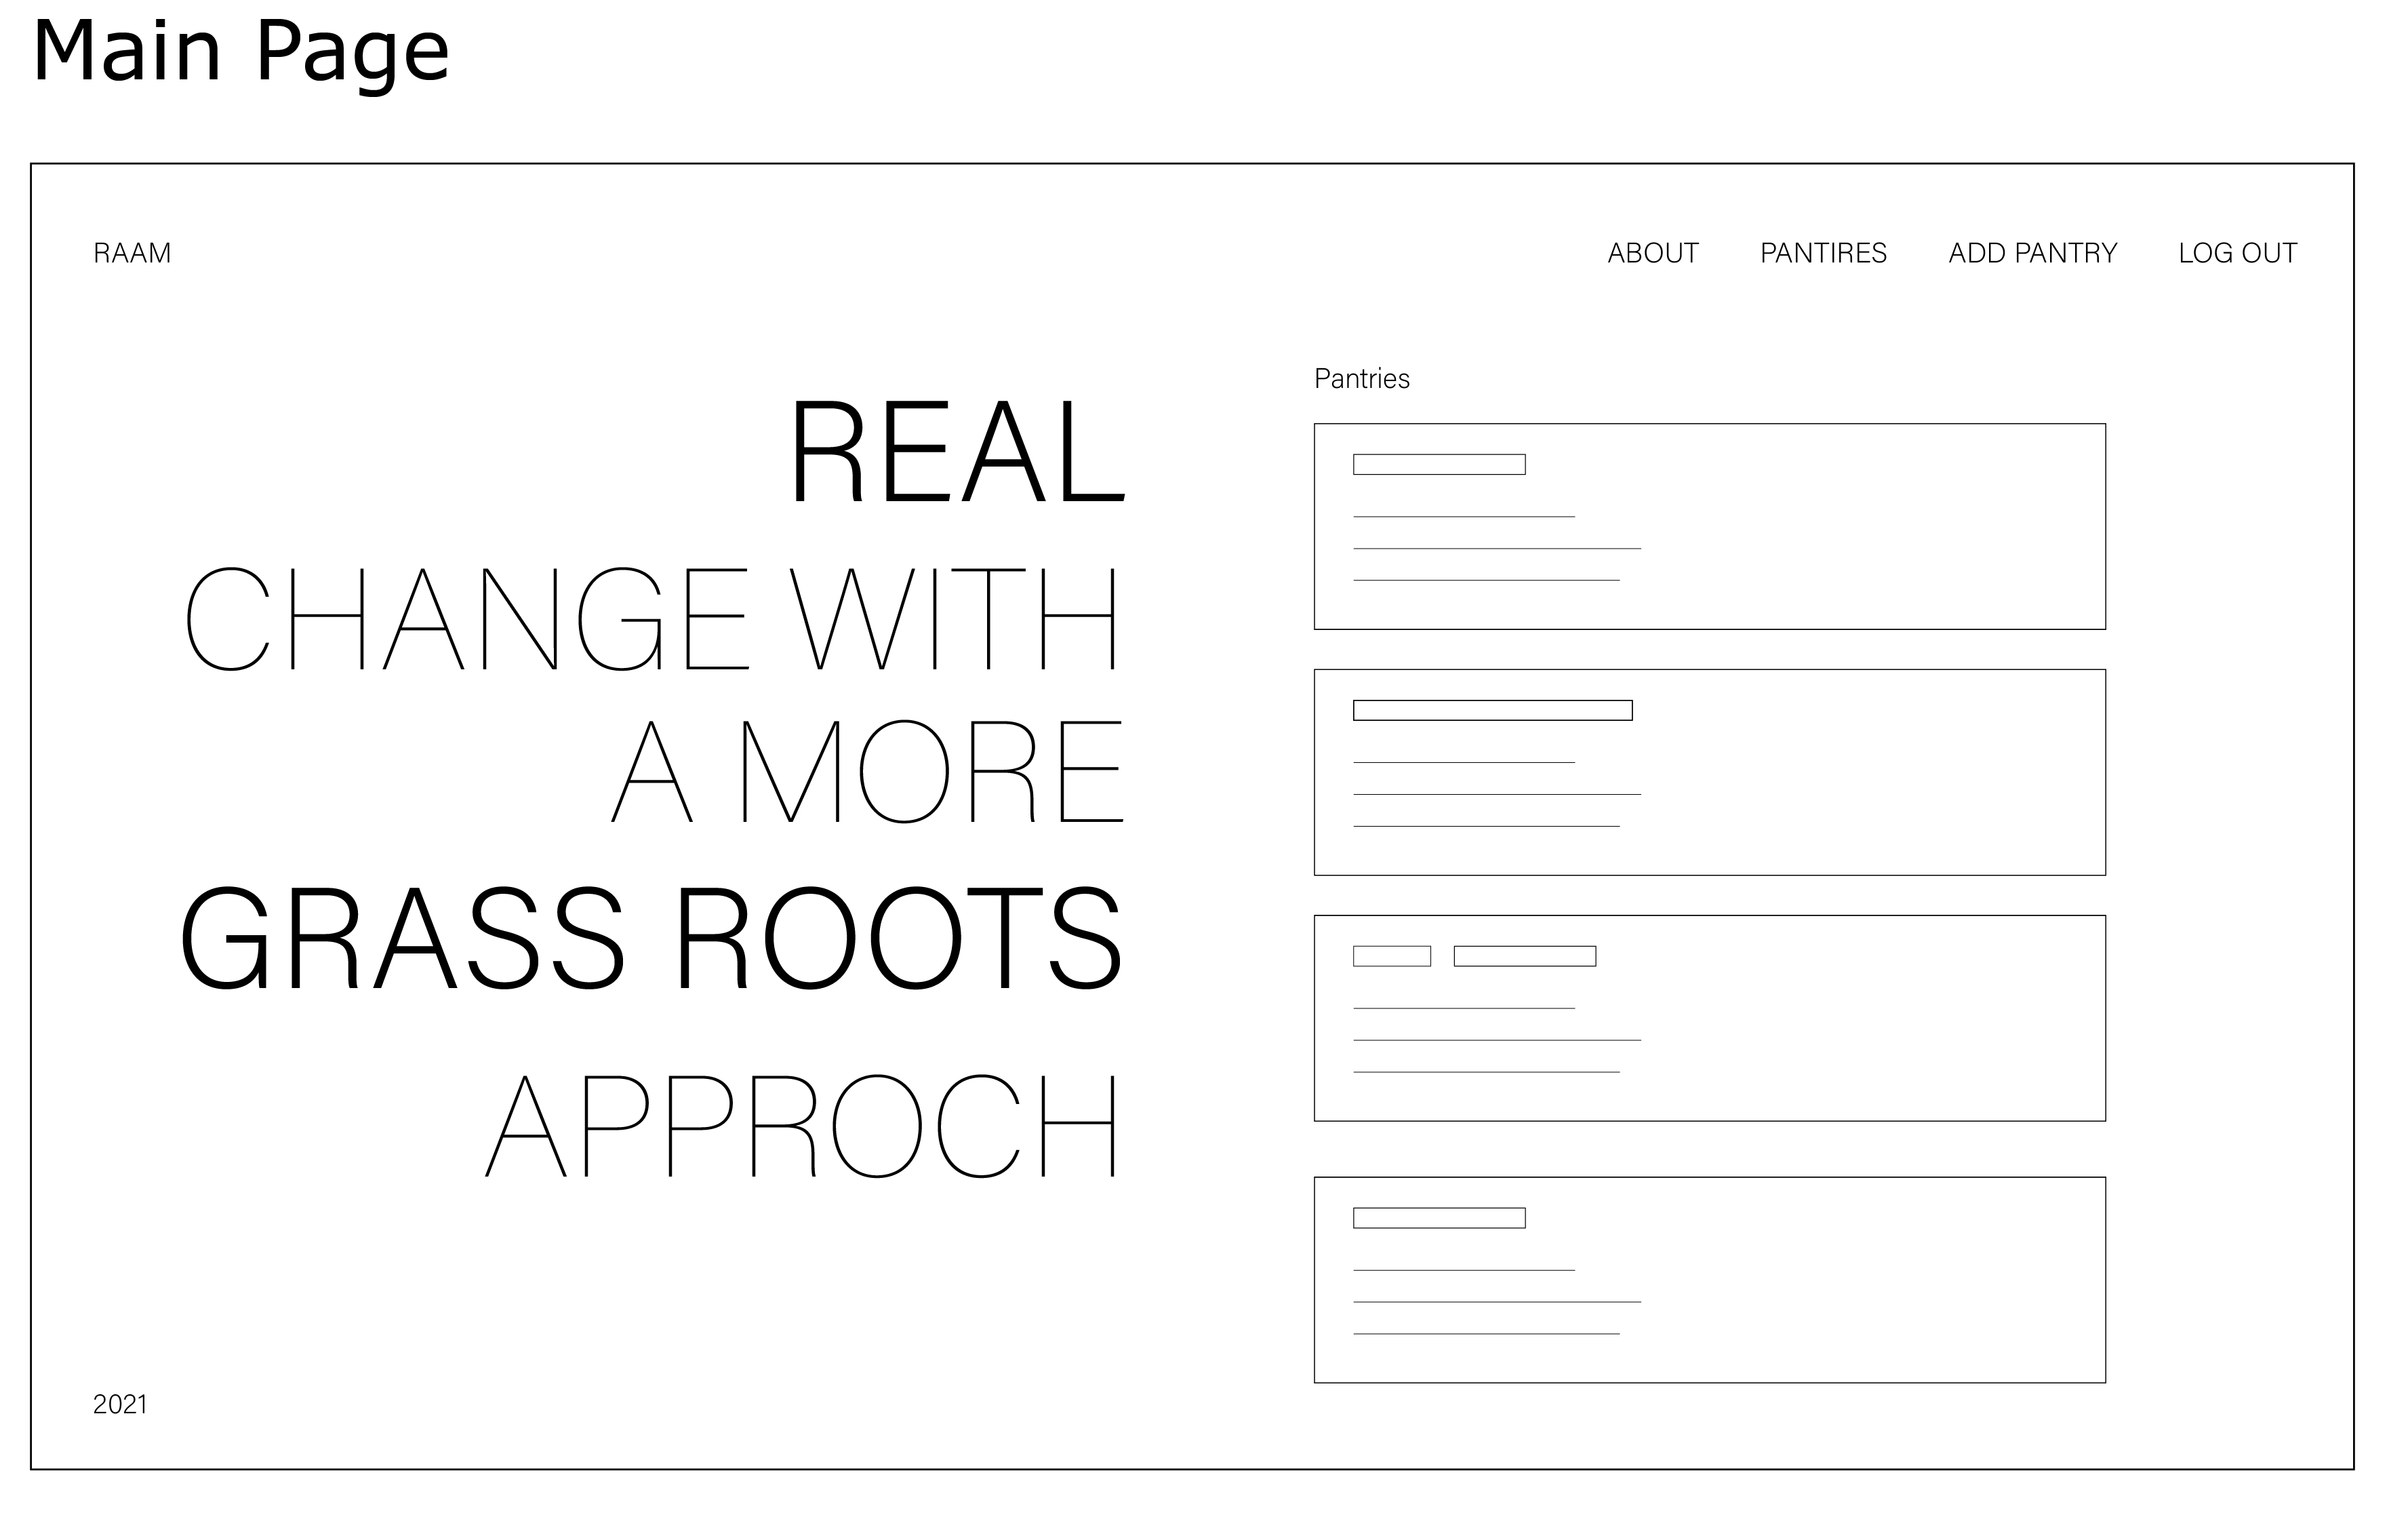 Main Page
RAAM ABOUT PANTIRES ADD PANTRY LOG OUT
REAL
CHANGE WITH
A MORE
GRASS ROOTS
APPROCH
Pantries
2021